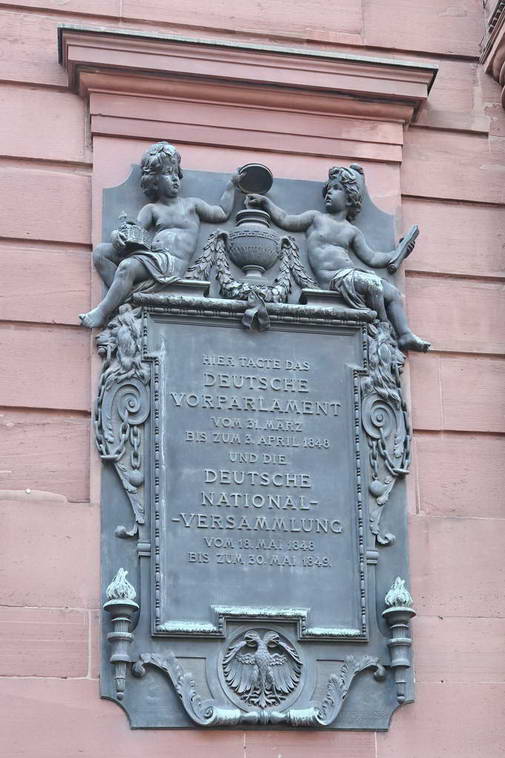 HIER TAGTE DAS
DEUTSCHE
VORPARLAMENT
VOM 31. MÄRZ
BIS ZUM 3. APRIL 1848
UND DIE
DEUTSCHE
NATIONAL-
-VERSAMMLUNG
VOM 18. MAI 1848
BIS ZUM 30. MAI 1849.